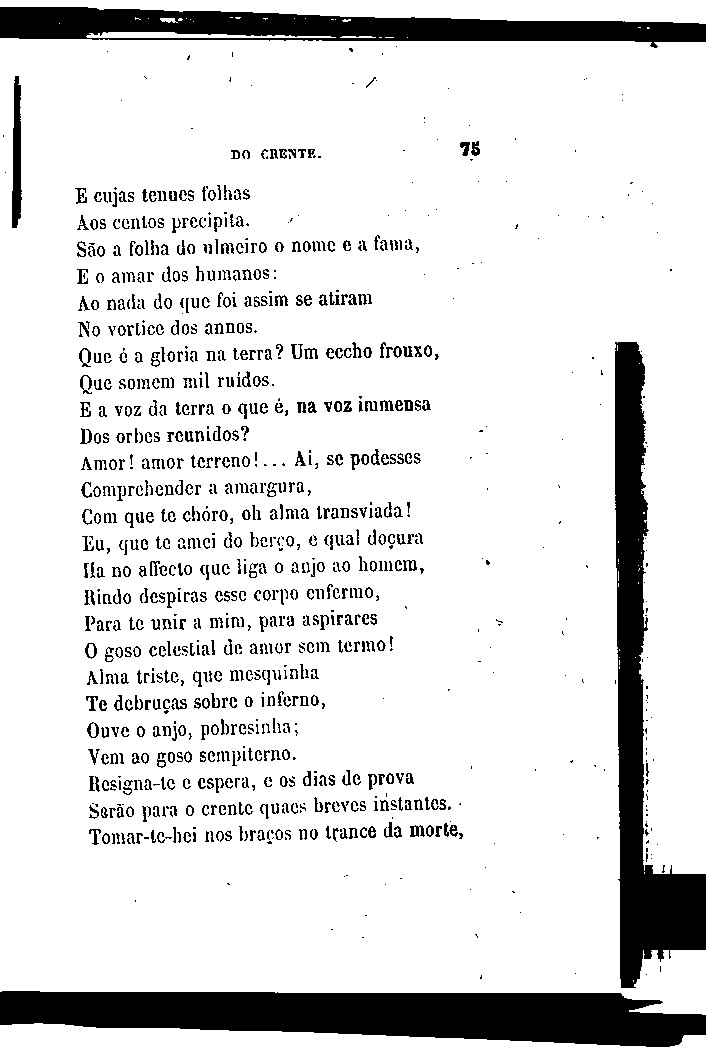 DO CRENTE. 75
E cujas tenues folhas
Aos centos precipita.
São a folha do ulmeiro o nome e a fama,
E o amar dos humanos:
Ao nada do que foi assim se atiram
No vortice dos annos.
Que é a gloria na terra? Um eccho frouxo,
Que somem mil ruidos.
E a voz da terra o que é, na voz immensa
Dos orbes reunidos?
Amor! amor terreno!... Ai, se podesses
Comprehender a amargura,
Com que te chóro, oh alma transviada!
Eu, que te amei do berço, e qual doçura
Ha no affecto que liga o anjo ao homem,
Rindo despiras esse corpo enfermo,
Para te unir a mim, para aspirares
O goso celestial de amor sem termo!
Alma triste, que mesquinha
Te debruças sobre o inferno,
Ouve o anjo, pobresinha;
Vem ao goso sempiterno.
Resigna-te e espera, e os dias de prova
Serão para o crente quaes breves instantes.
Tomar-te-hei nos braços no trance da morte,